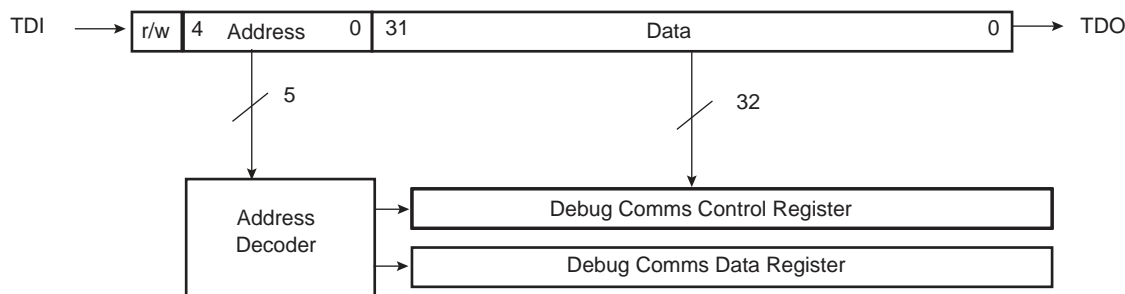 TDI r/w 4 Address 0 31 Data 0 TDO
5
32
Address
Decoder
Debug Comms Control Register
Debug Comms Data Register